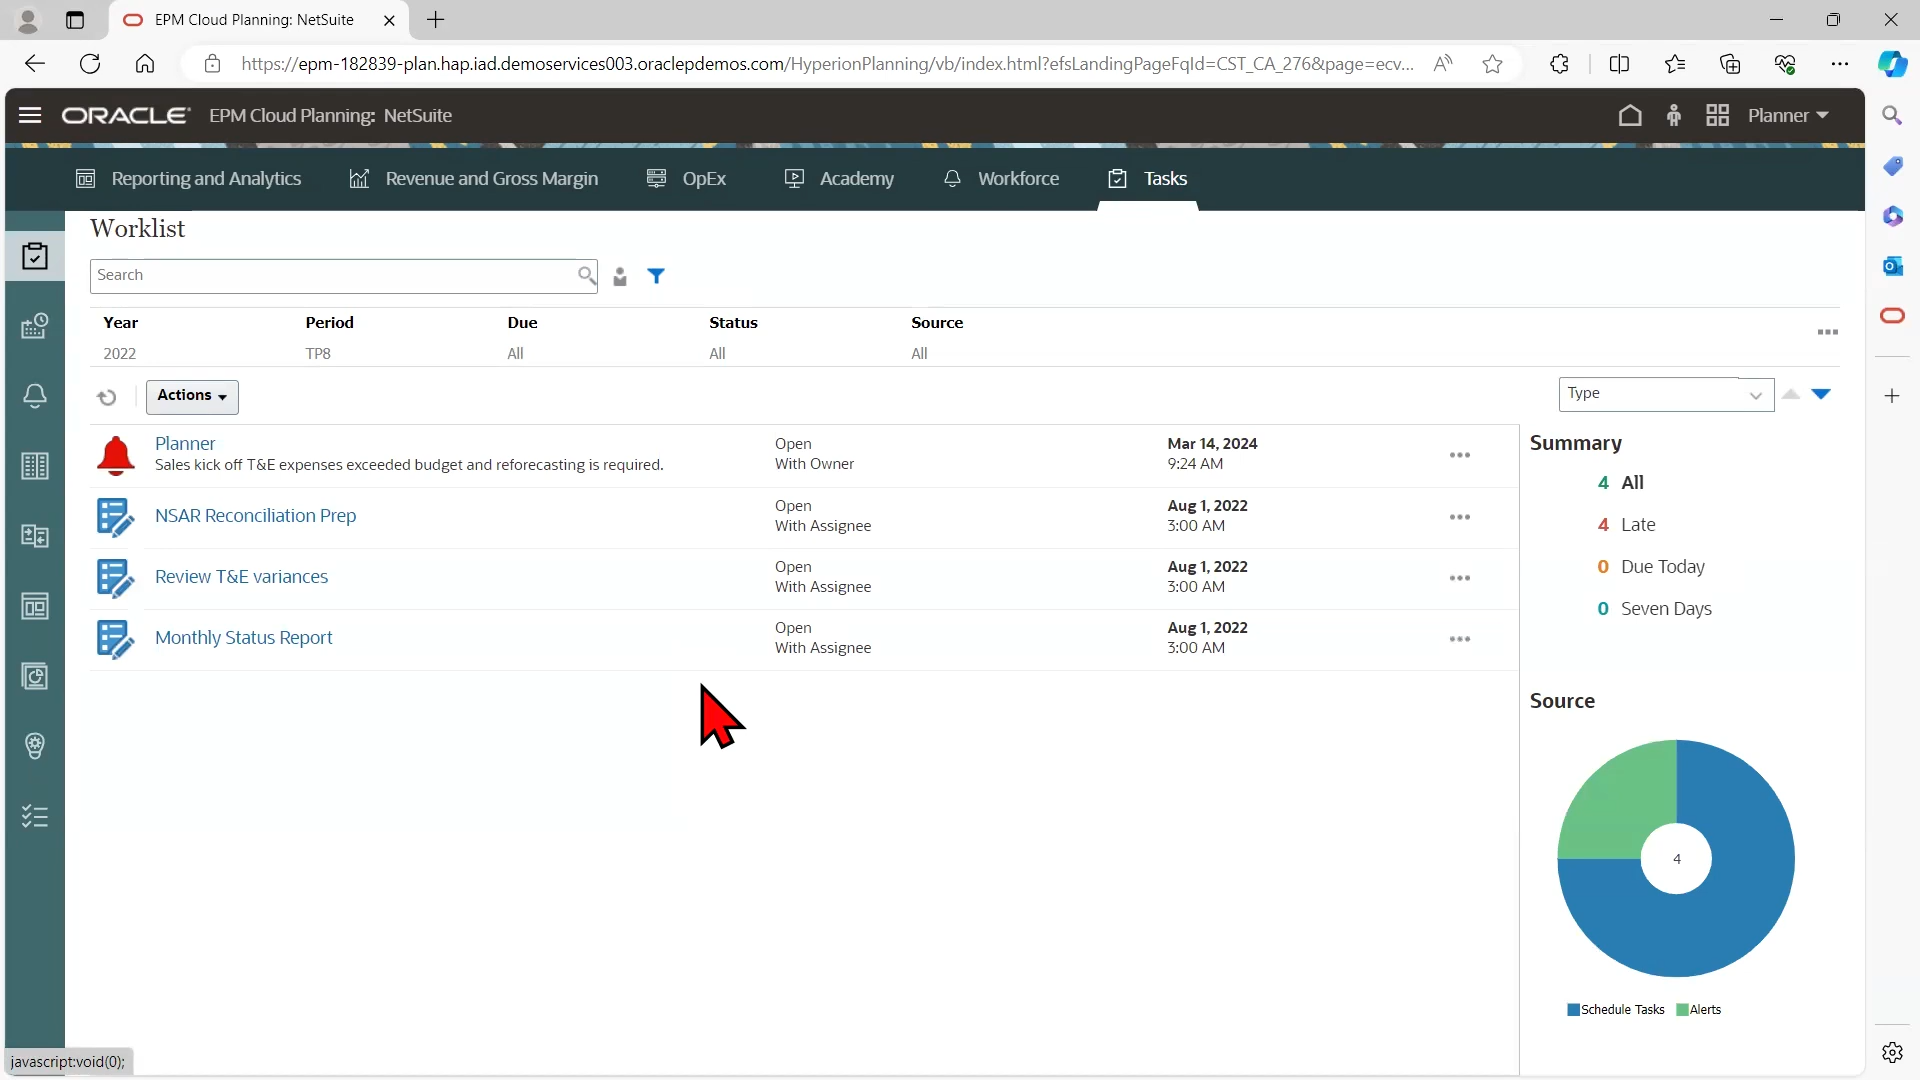 EPM Cloud Planning: NetSuite
https://epm-182839-plan.hap.iad.demoservices003.oraclepdemos.com/HyperionPlanning/vb/index.html?efsLandingPageFqId=CST_CA_276&page=ecv...
ORACLE EPM Cloud Planning: NetSuite Planner
Reporting and Analytics Revenue and Gross Margin OpEx Academy Workforce Tasks
Worklist
Search
Year Period Due Status Source
2022 TP8 All All All
Actions Type
Planner Open Mar 14, 2024
Sales kick off T&E expenses exceeded budget and reforecasting is required. With Owner 9:24 AM
NSAR Reconciliation Prep Open Aug 1, 2022
With Assignee 3:00 AM
Review T&E variances Open Aug 1, 2022
With Assignee 3:00 AM
Monthly Status Report Open Aug 1, 2022
With Assignee 3:00 AM
Summary
4 All
4 Late
0 Due Today
0 Seven Days
Source
4
Schedule Tasks Alerts
javascript:void(0);